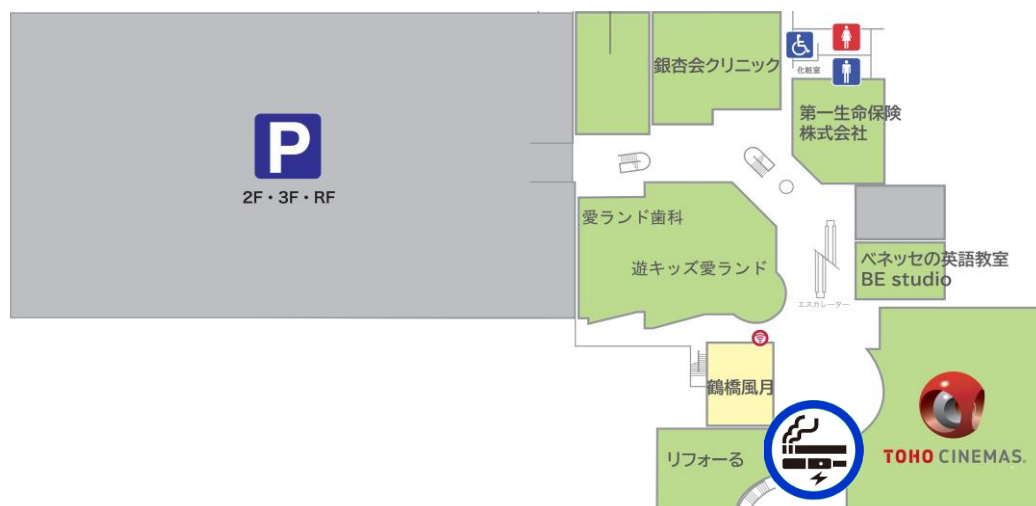 銀杏会クリニック
化粧室
第一生命保険
株式会社
P
2F・3F・RF
愛ランド歯科
遊キッズ愛ランド
ベネッセの英語教室
BE studio
エスカレーター
鶴橋風月
リフォーる
TOHO CINEMAS.